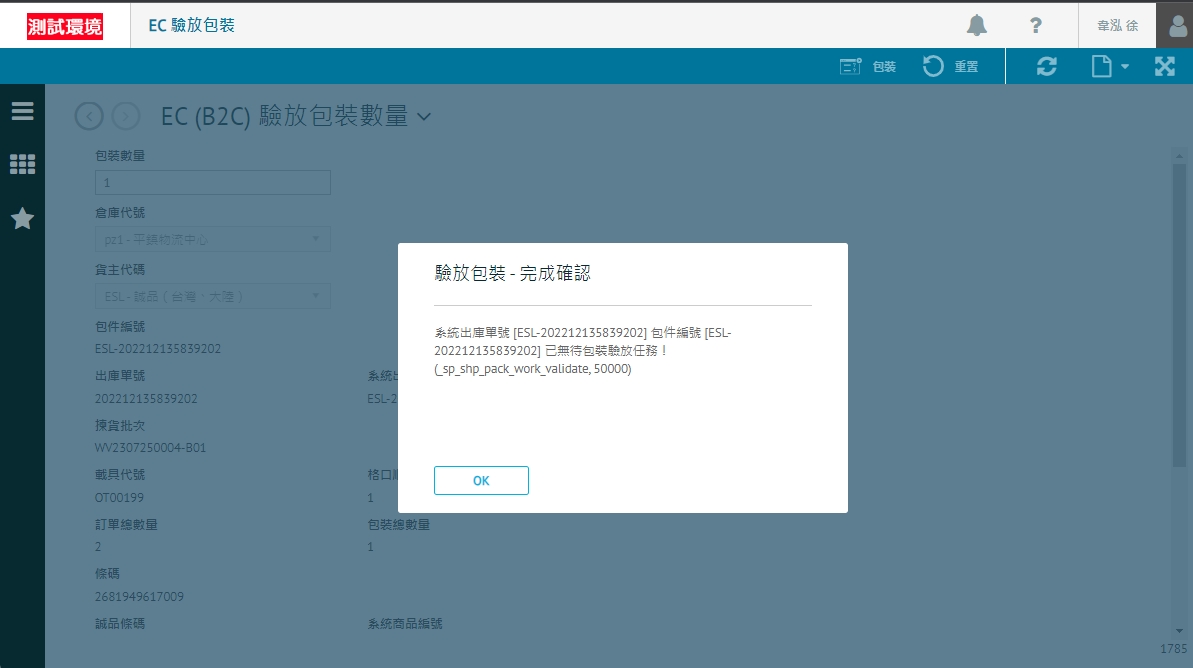 測試環境
EC 驗放包裝
?
韋泓 徐
包裝
重置
EC (B2C) 驗放包裝數量
包裝數量
1
倉庫代號
pz1 - 平鎮物流中心
貨主代碼
ESL - 誠品 ( 台灣、大陸 )
包件編號
ESL-202212135839202
出庫單號
系統出
202212135839202
ESL-2
揀貨批次
WV2307250004-B01
載具代號
格口
OT00199
1
訂單總數量
包裝總數量
2
1
條碼
2681949617009
誠品條碼
系統商品編號
1785
驗放包裝 - 完成確認
系統出庫單號 [ESL-202212135839202] 包件編號 [ESL-
202212135839202] 已無待包裝驗放任務！
(_sp_shp_pack_work_validate, 50000)
OK